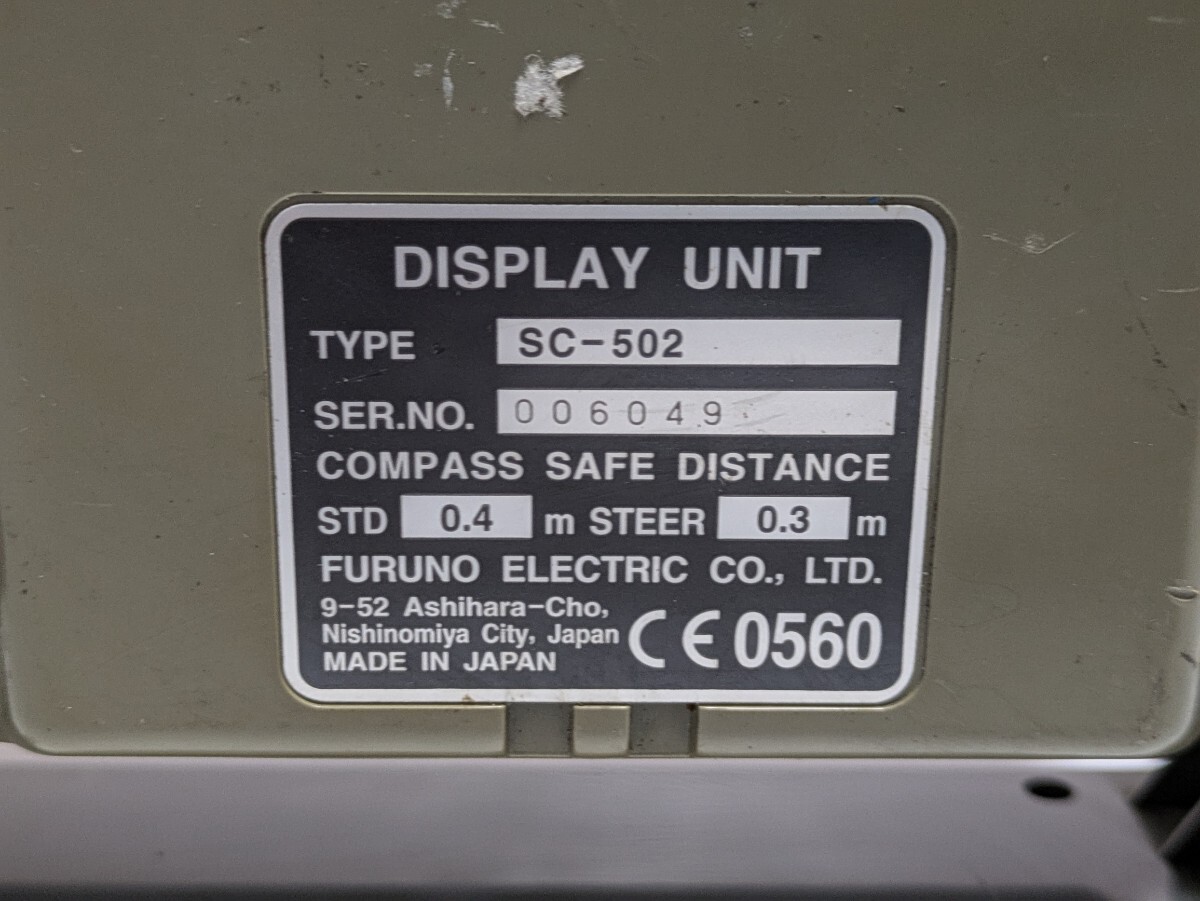 DISPLAY UNIT
TYPE SC-502
SER.NO. 006049
COMPASS SAFE DISTANCE
STD 0.4 m STEER 0.3 m
FURUNO ELECTRIC CO., LTD.
9-52 Ashihara-Cho,
Nishinomiya City, Japan
MADE IN JAPAN
CE 0560